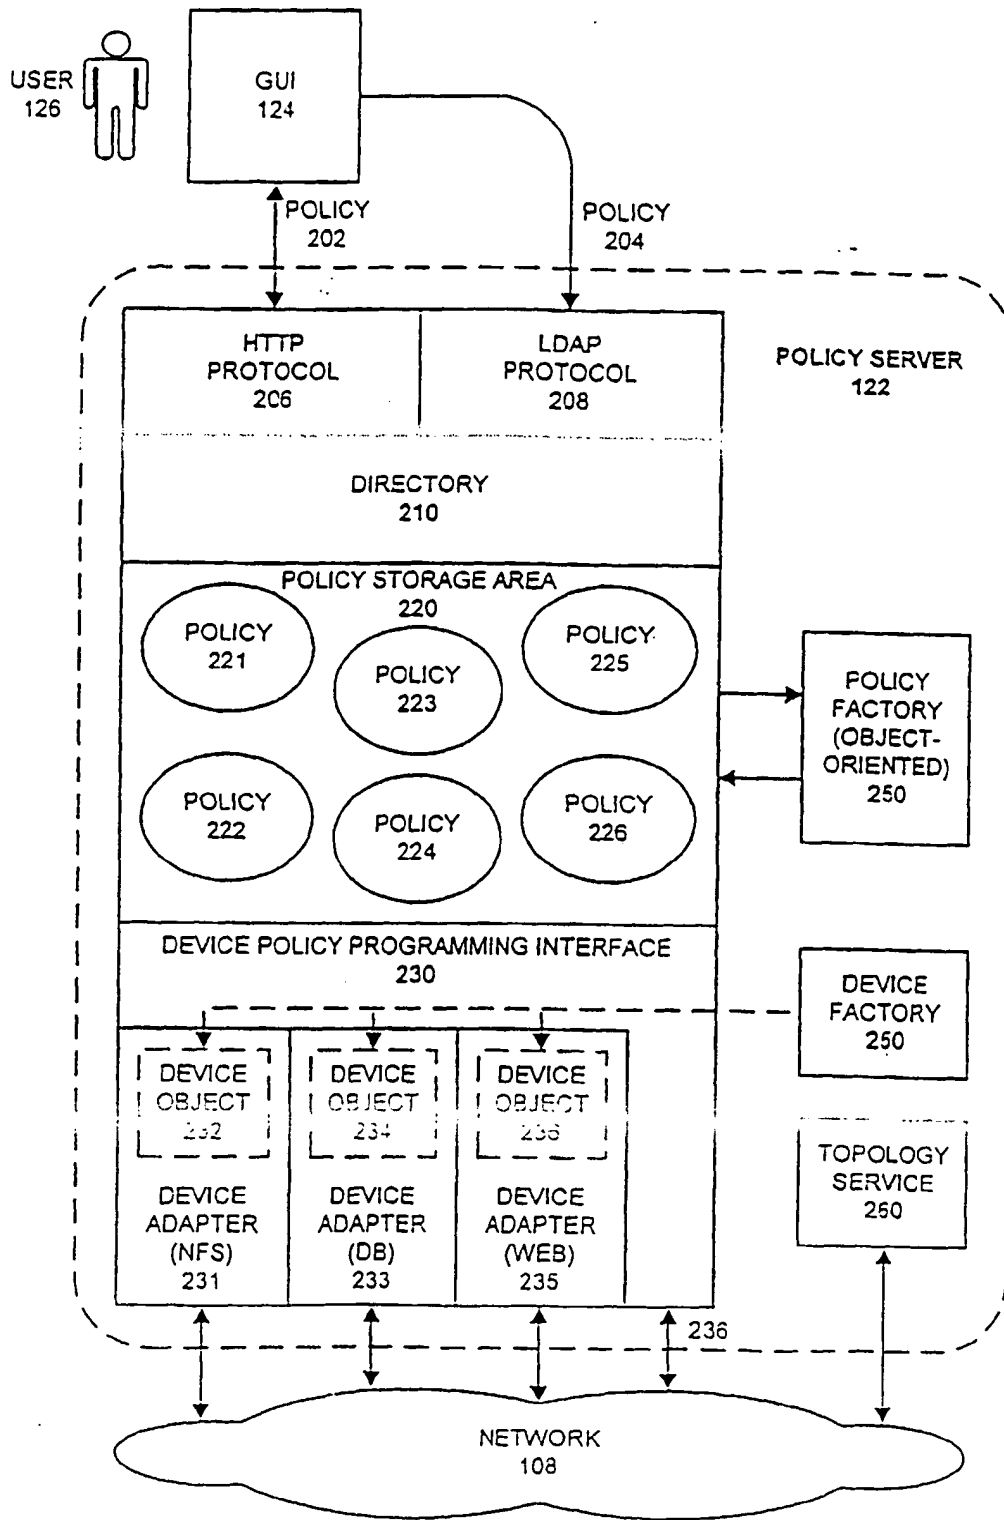 USER
126
GUI
124
POLICY
202
POLICY
204
HTTP
PROTOCOL
206
LDAP
PROTOCOL
208
POLICY SERVER
122
DIRECTORY
210
POLICY STORAGE AREA
220
POLICY
221
POLICY
223
POLICY
225
POLICY
222
POLICY
224
POLICY
226
POLICY
FACTORY
(OBJECT-
ORIENTED)
250
DEVICE POLICY PROGRAMMING INTERFACE
230
DEVICE
FACTORY
250
DEVICE
OBJECT
232
DEVICE
OBJECT
234
DEVICE
OBJECT
236
DEVICE
ADAPTER
(NFS)
231
DEVICE
ADAPTER
(DB)
233
DEVICE
ADAPTER
(WEB)
235
TOPOLOGY
SERVICE
260
236
NETWORK
108